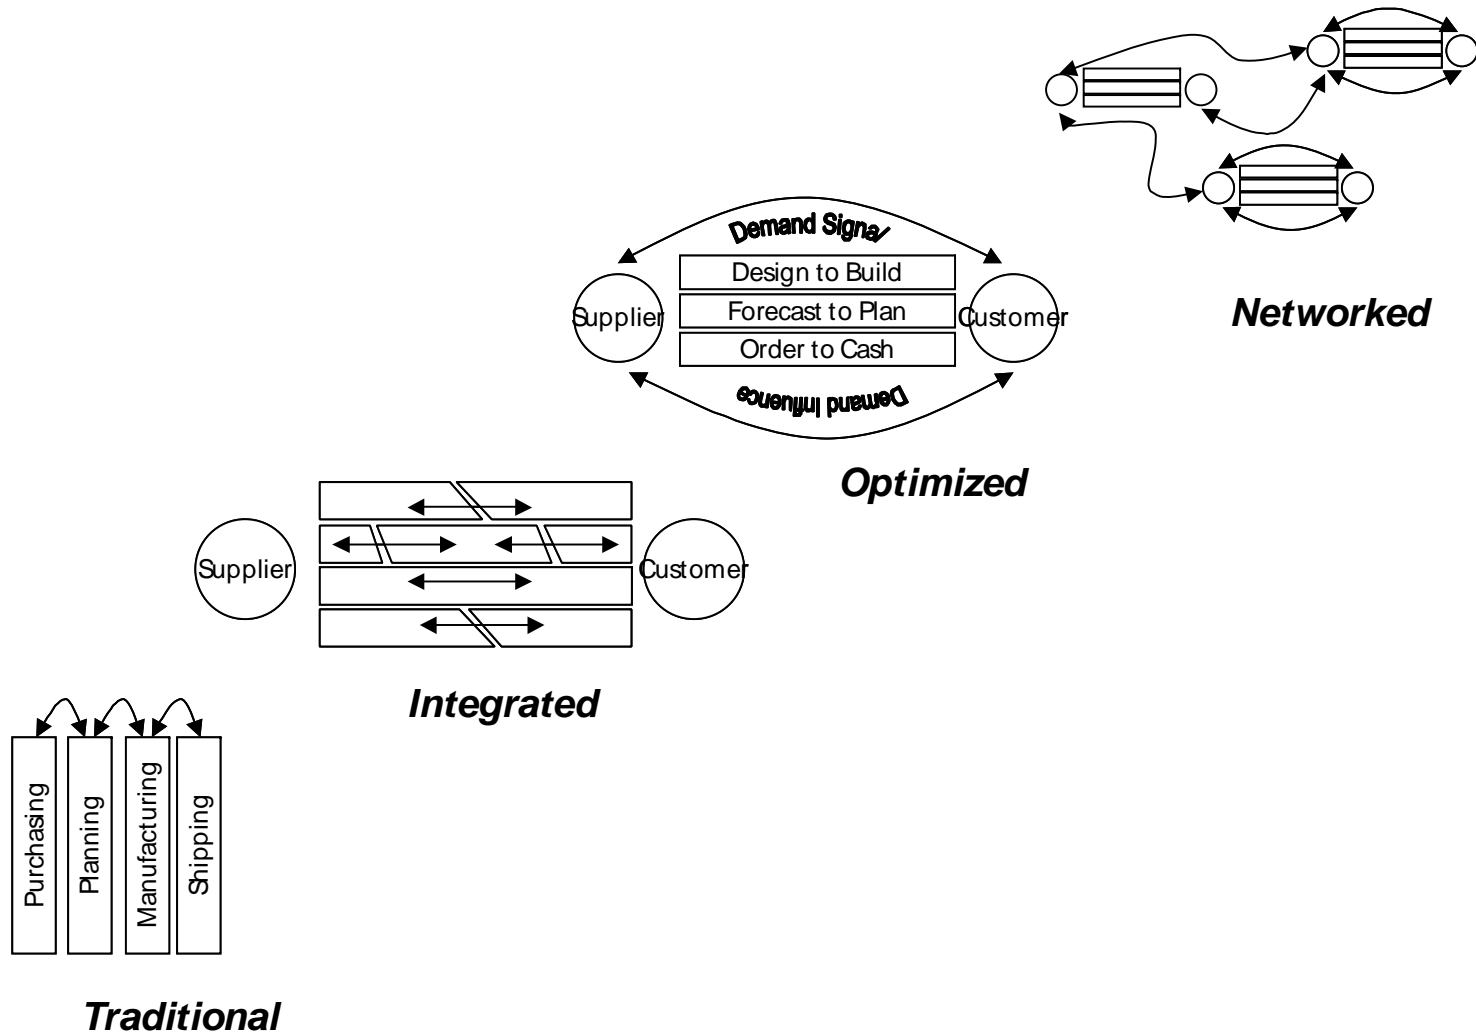 Demand Signal
Design to Build
Forecast to Plan
Order to Cash
Supplier
Customer
Demand Influence
Networked
Optimized
Supplier
Customer
Integrated
Purchasing
Planning
Manufacturing
Shipping
Traditional